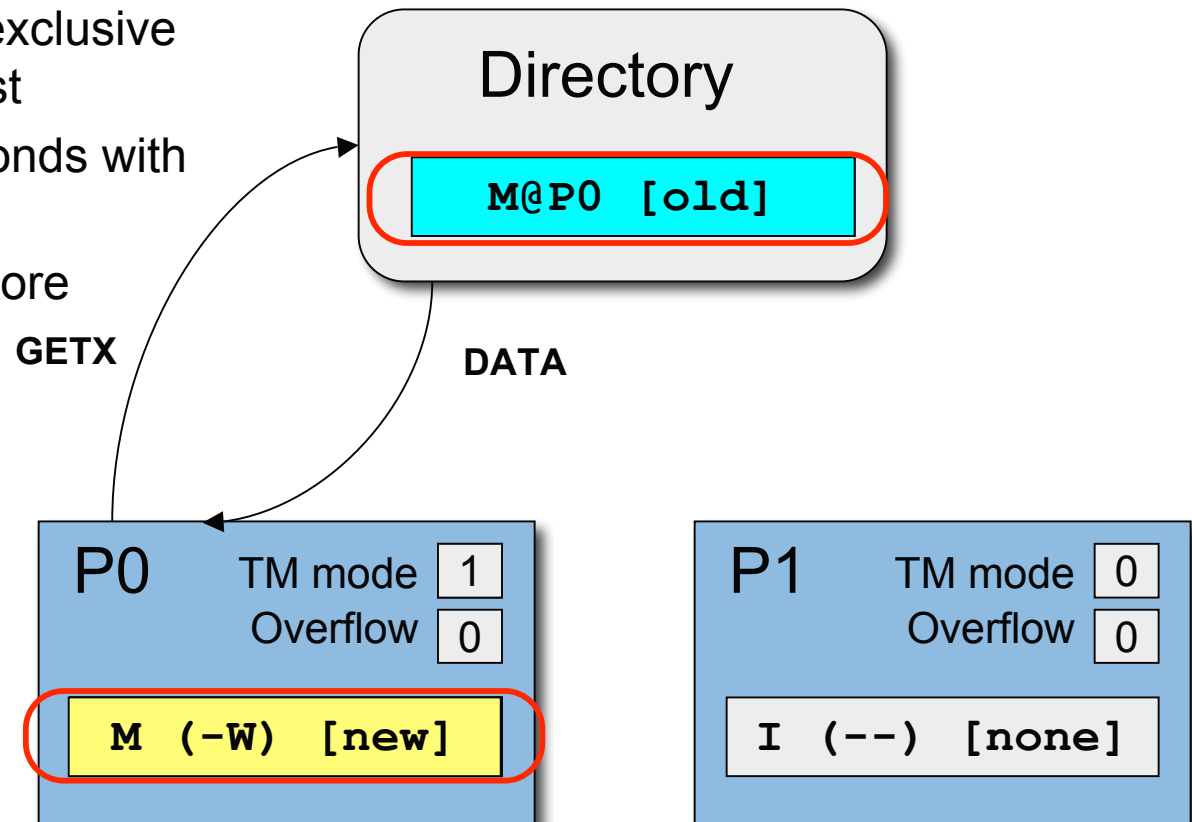 exclusive
st
onds with
ore
Directory
M@P0 [old]
GETX
DATA
P0
TM mode 1
Overflow 0
M (-W) [new]
P1
TM mode 0
Overflow 0
I (--) [none]